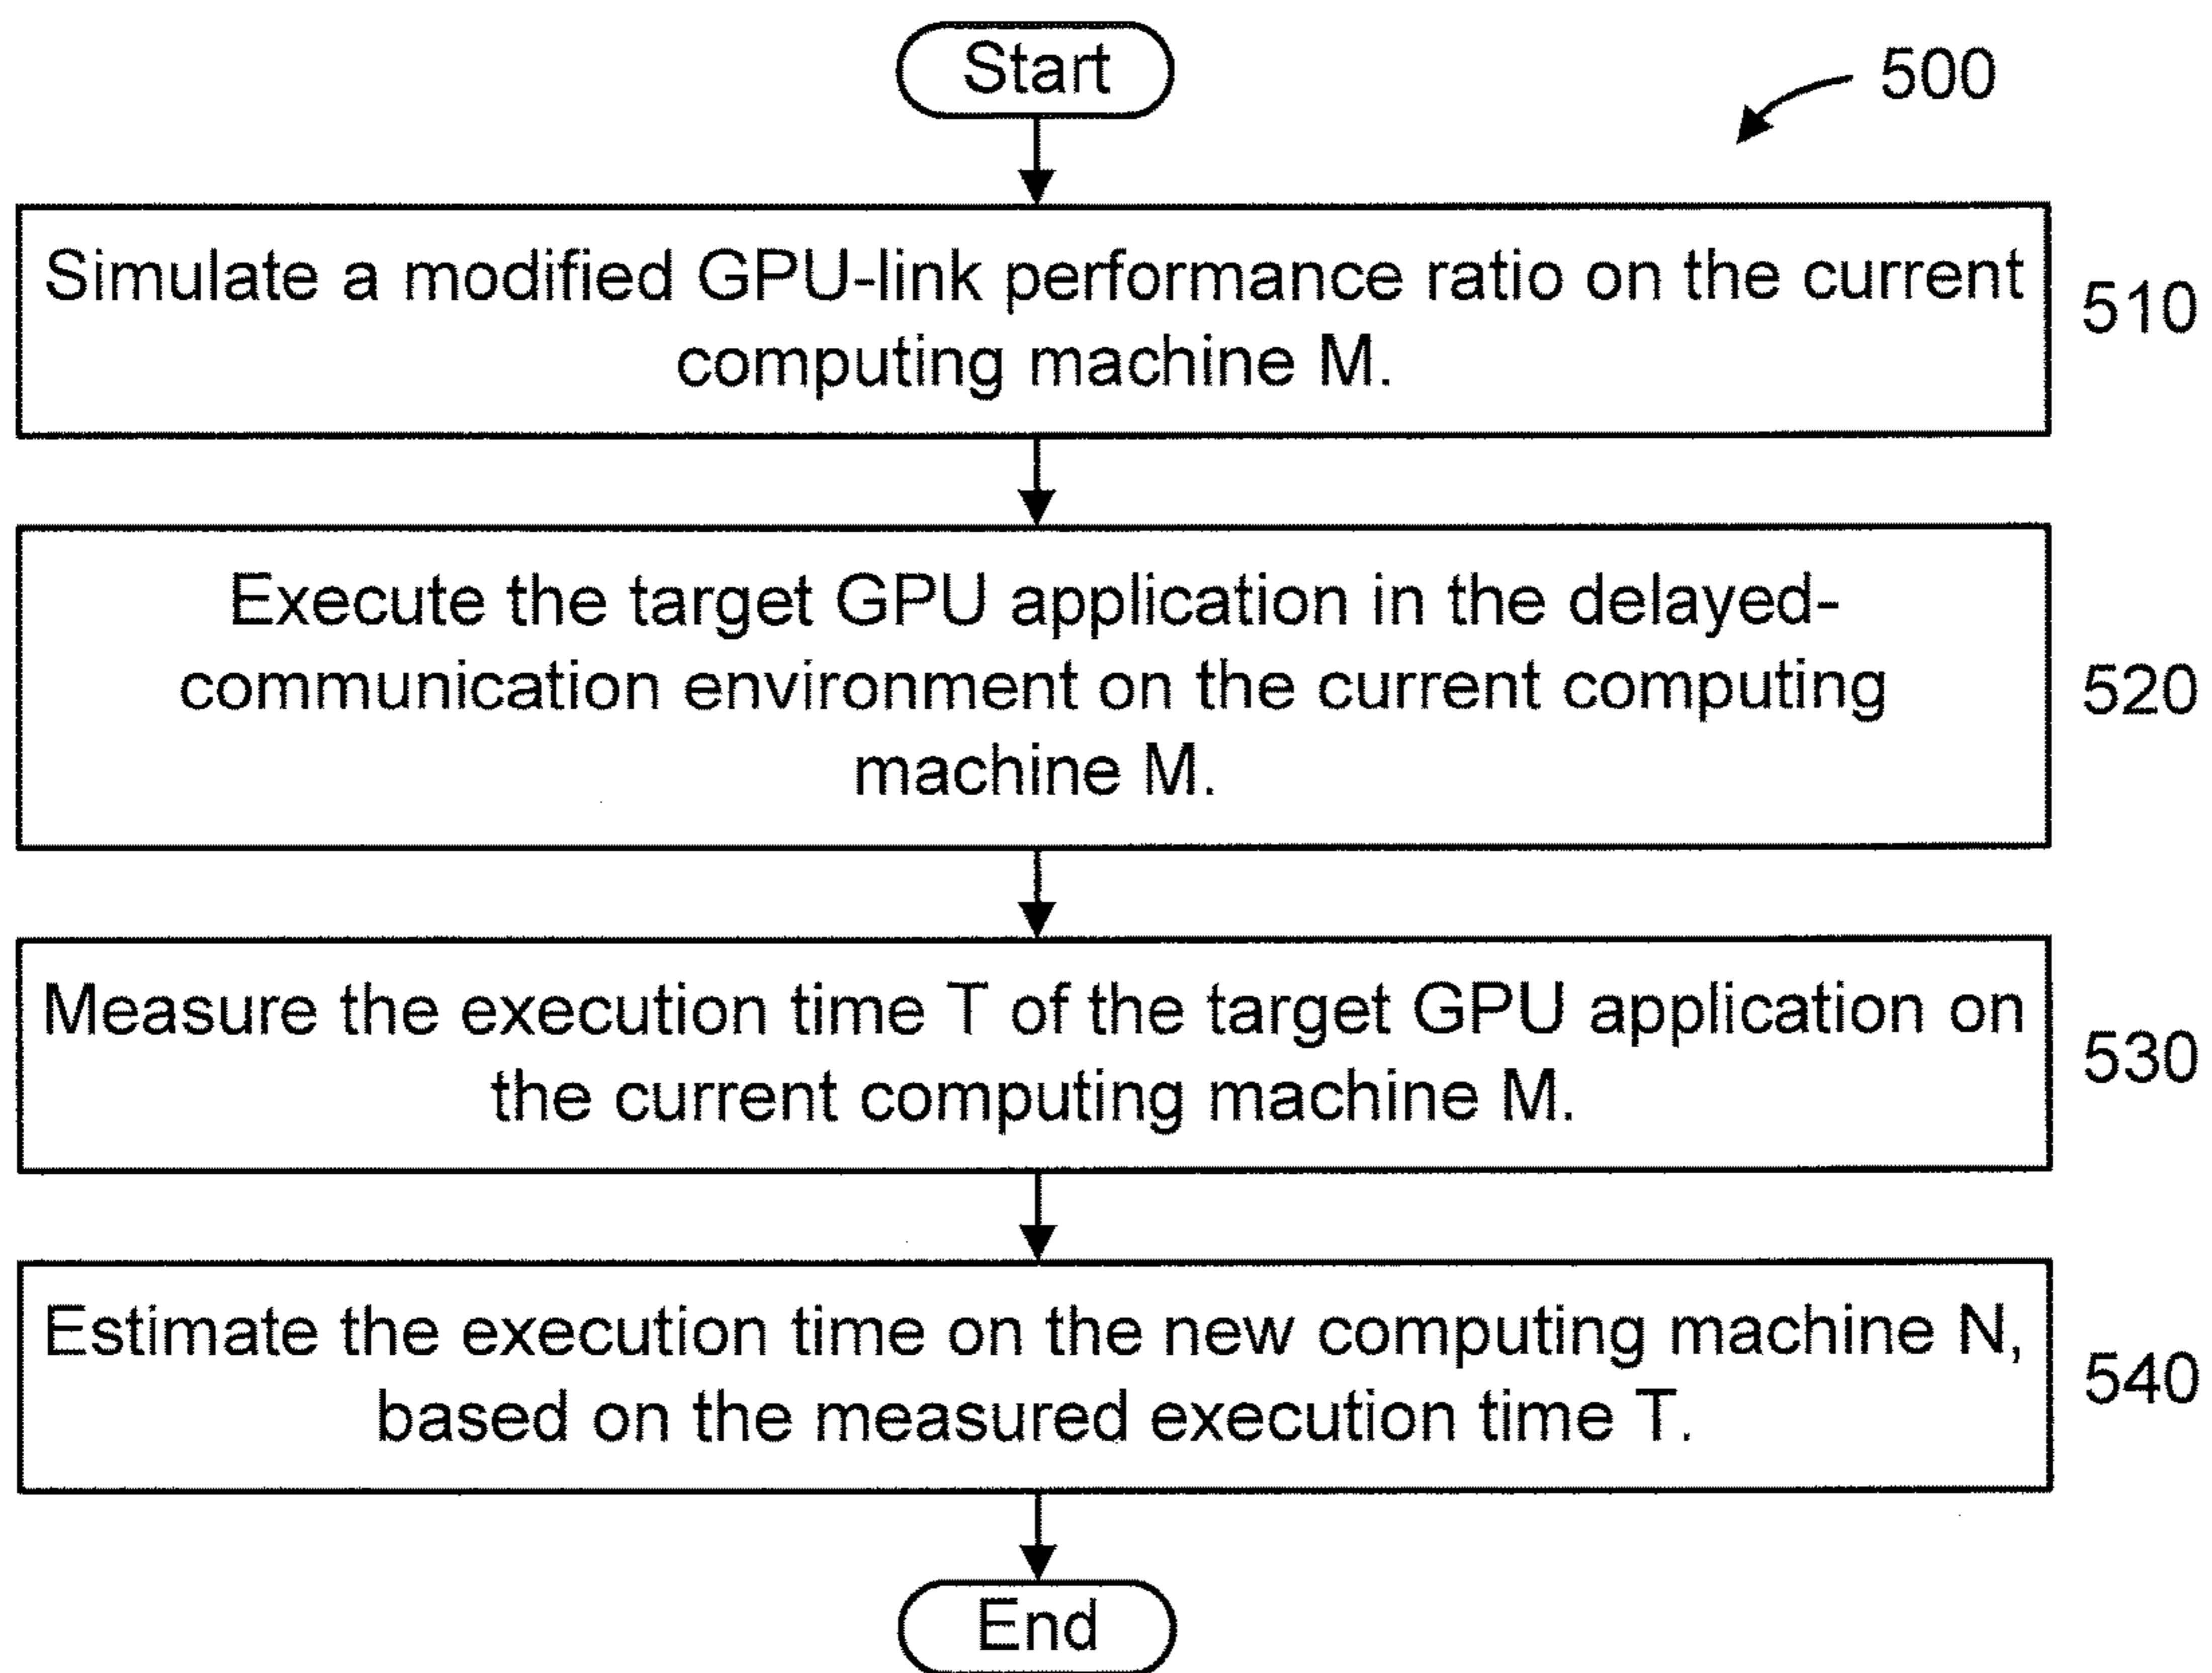 Start
500
Simulate a modified GPU-link performance ratio on the current
computing machine M.
510
Execute the target GPU application in the delayed-
communication environment on the current computing
machine M.
520
Measure the execution time T of the target GPU application on
the current computing machine M.
530
Estimate the execution time on the new computing machine N,
based on the measured execution time T.
540
End